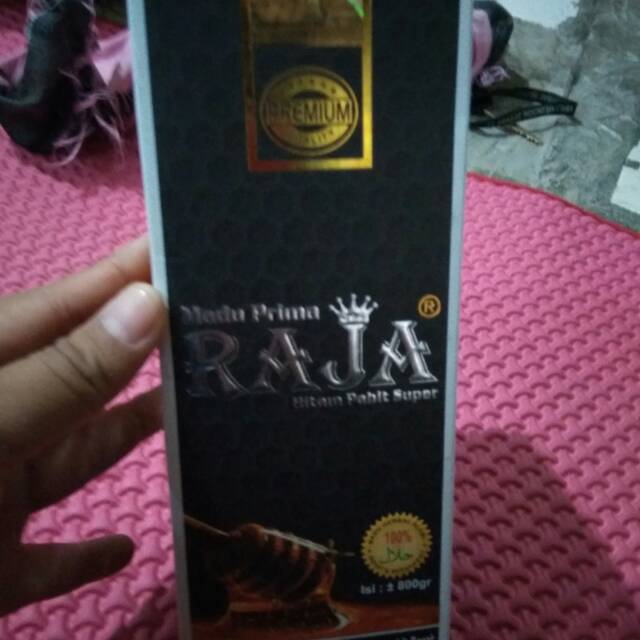 PREMIUM
Madu Prima
RAJA ®
Hitam Pahit Super
100%
حلال
Isi : ± 800gr